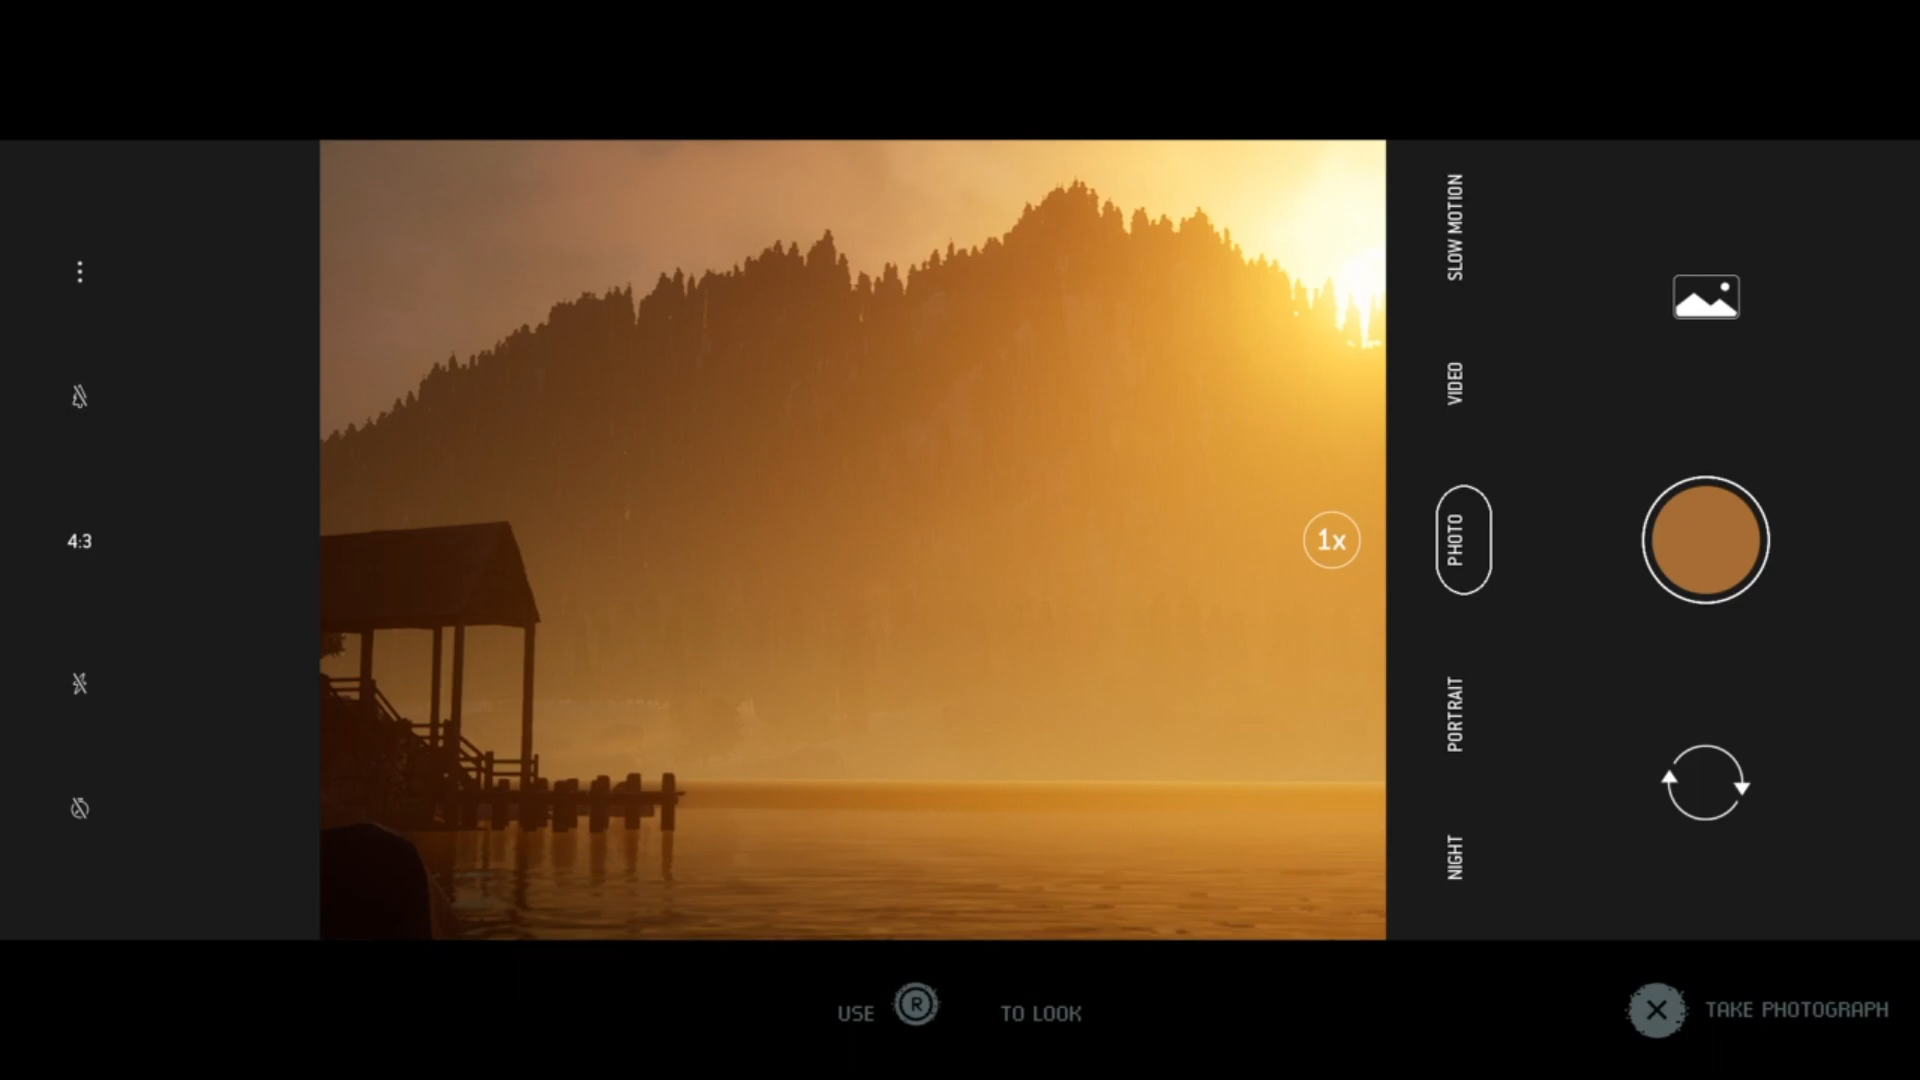 4:3
1x
SLOW MOTION
VIDEO
PHOTO
PORTRAIT
NIGHT
USE R TO LOOK
X TAKE PHOTOGRAPH